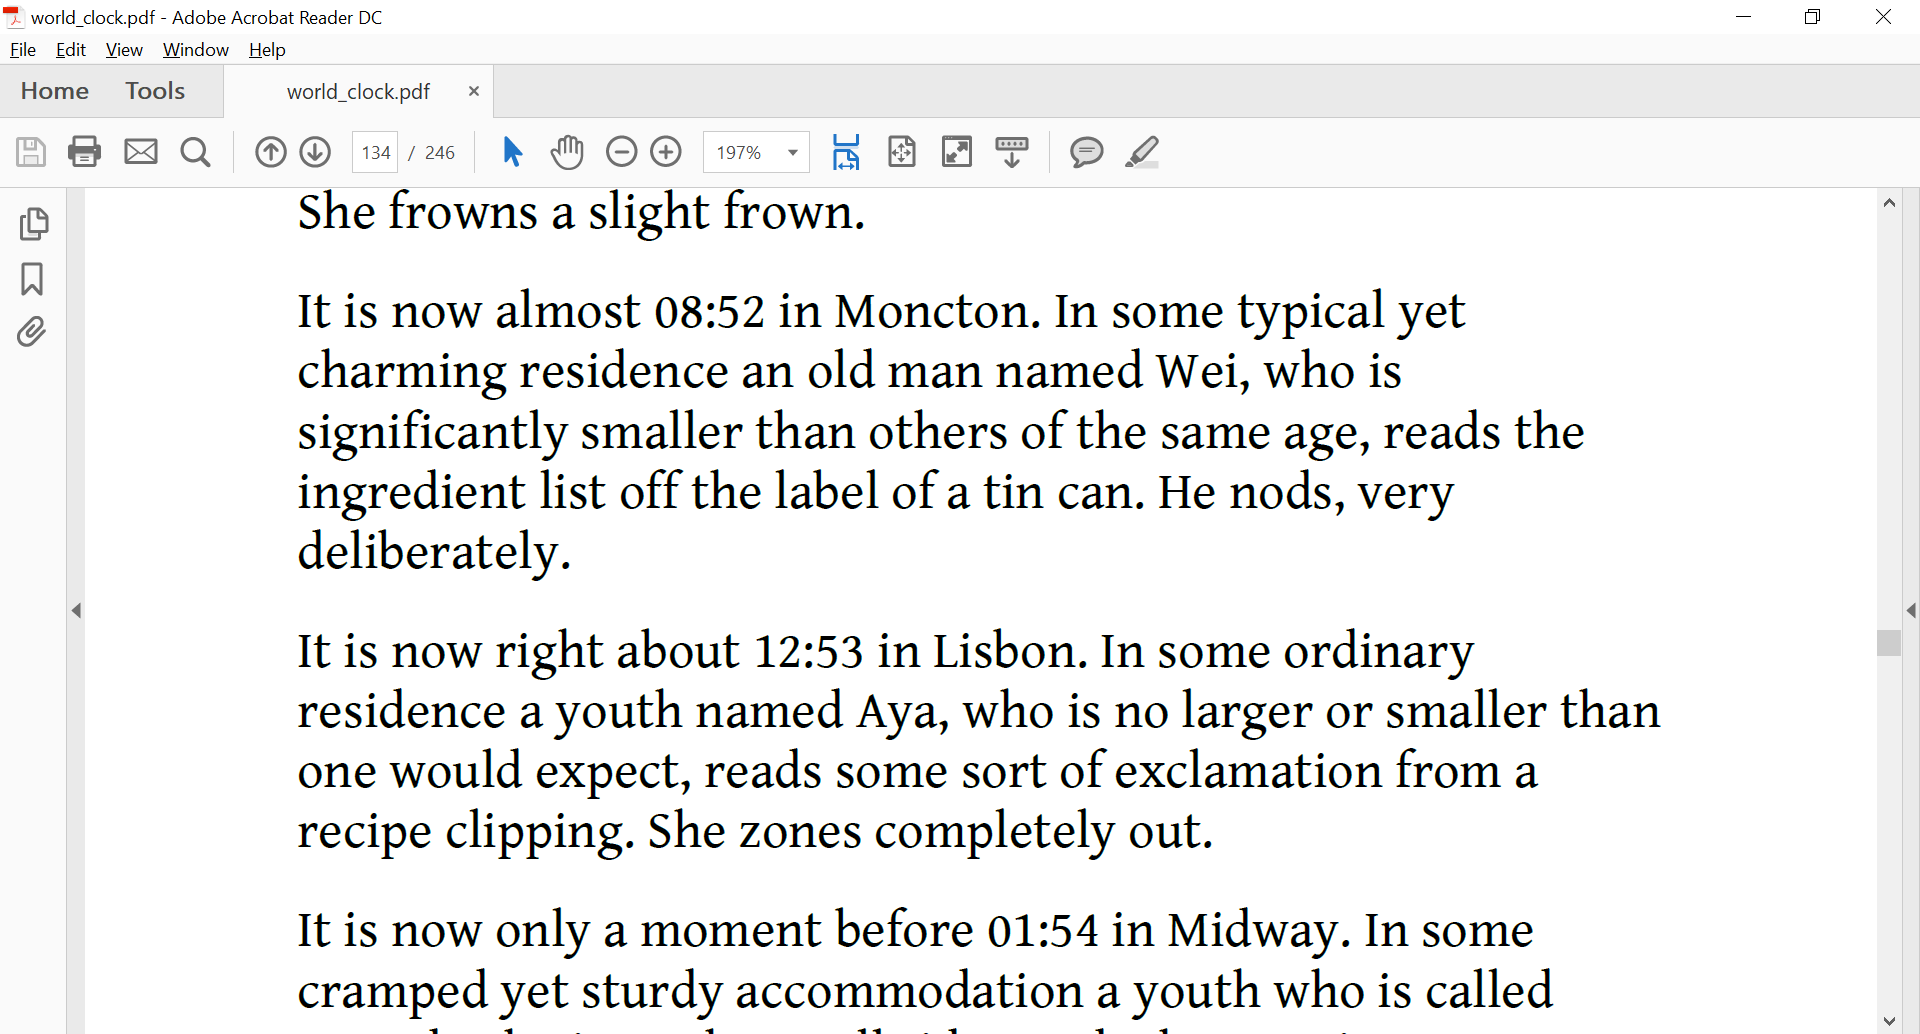 world_clock.pdf - Adobe Acrobat Reader DC
File Edit View Window Help
Home Tools world_clock.pdf ×
134 / 246 197%
She frowns a slight frown.
It is now almost 08:52 in Moncton. In some typical yet
charming residence an old man named Wei, who is
significantly smaller than others of the same age, reads the
ingredient list off the label of a tin can. He nods, very
deliberately.
It is now right about 12:53 in Lisbon. In some ordinary
residence a youth named Aya, who is no larger or smaller than
one would expect, reads some sort of exclamation from a
recipe clipping. She zones completely out.
It is now only a moment before 01:54 in Midway. In some
cramped yet sturdy accommodation a youth who is called